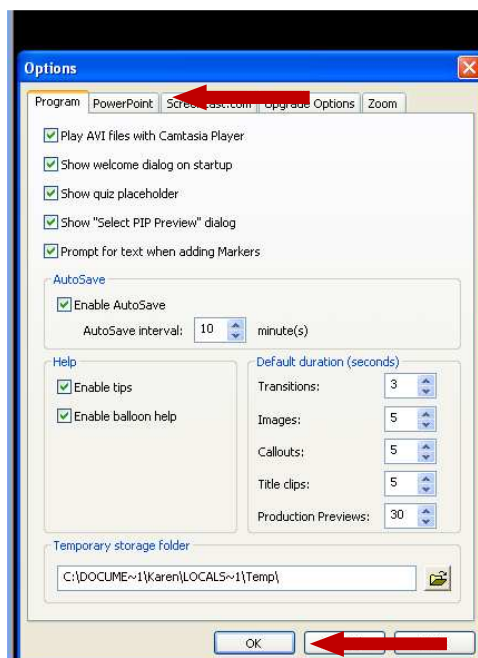 Options
Program PowerPoint Upgrade Options Zoom
Play AVI files with Camtasia Player
Show welcome dialog on startup
Show quiz placeholder
Show "Select PIP Preview" dialog
Prompt for text when adding Markers
AutoSave
Enable AutoSave
AutoSave interval: 10 minute(s)
Help
Enable tips
Enable balloon help
Default duration (seconds)
Transitions: 3
Images: 5
Callouts: 5
Title clips: 5
Production Previews: 30
Temporary storage folder
C:\DOCUME~1\Karen\LOCALS~1\Temp\
OK